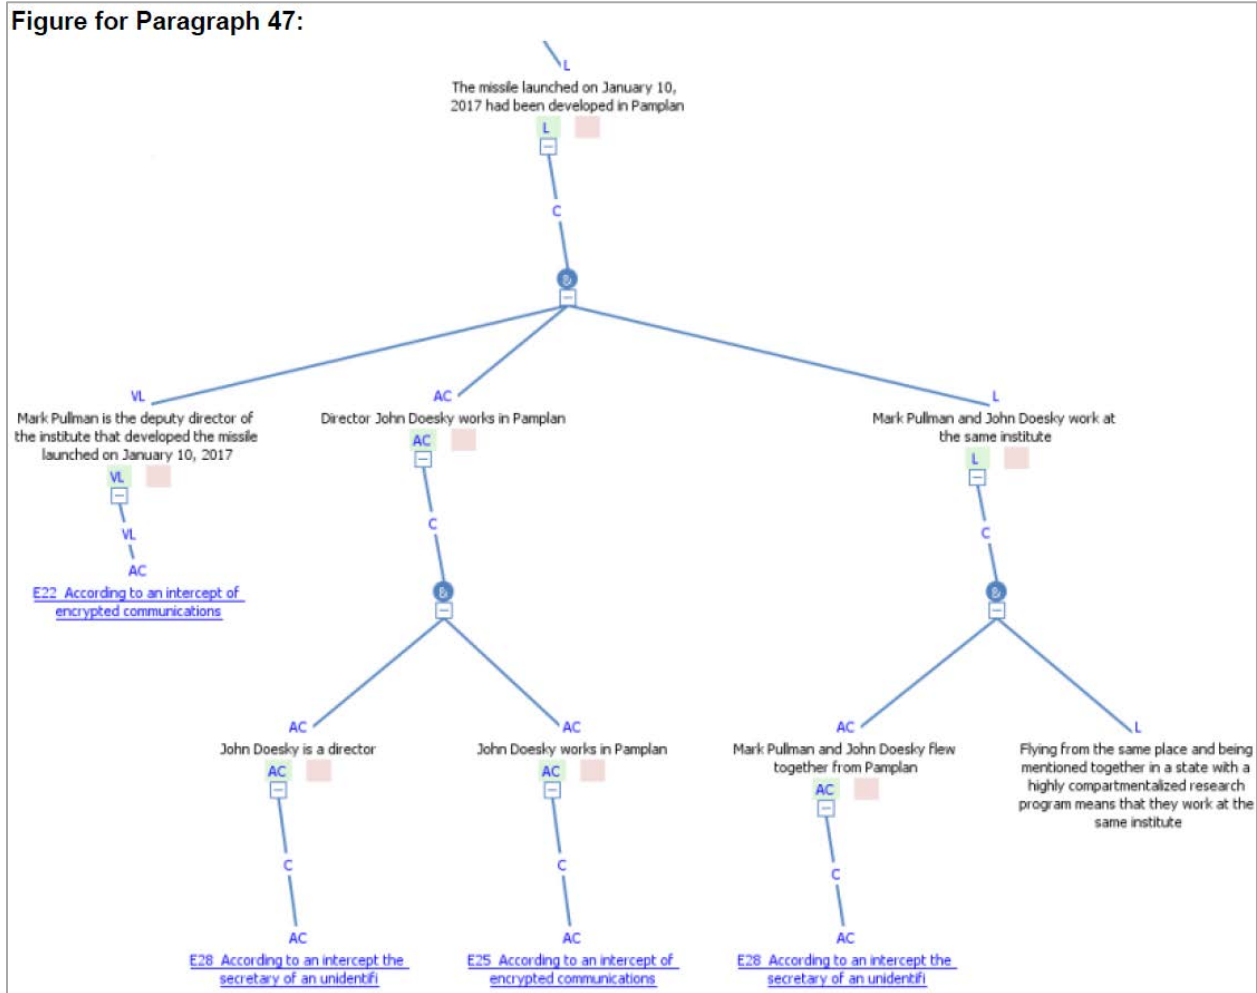 Figure for Paragraph 47:
L
The missile launched on January 10,
2017 had been developed in Pamplan
L
C
&
VL
Mark Pullman is the deputy director of
the institute that developed the missile
launched on January 10, 2017
VL
VL
AC
E22 According to an intercept of
encrypted communications
AC
Director John Doesky works in Pamplan
AC
C
&
L
Mark Pullman and John Doesky work at
the same institute
L
C
&
AC
John Doesky is a director
AC
C
AC
E28 According to an intercept the
secretary of an unidentifi
AC
John Doesky works in Pamplan
AC
C
AC
E25 According to an intercept of
encrypted communications
AC
Mark Pullman and John Doesky flew
together from Pamplan
AC
C
AC
E28 According to an intercept the
secretary of an unidentifi
L
Flying from the same place and being
mentioned together in a state with a
highly compartmentalized research
program means that they work at the
same institute